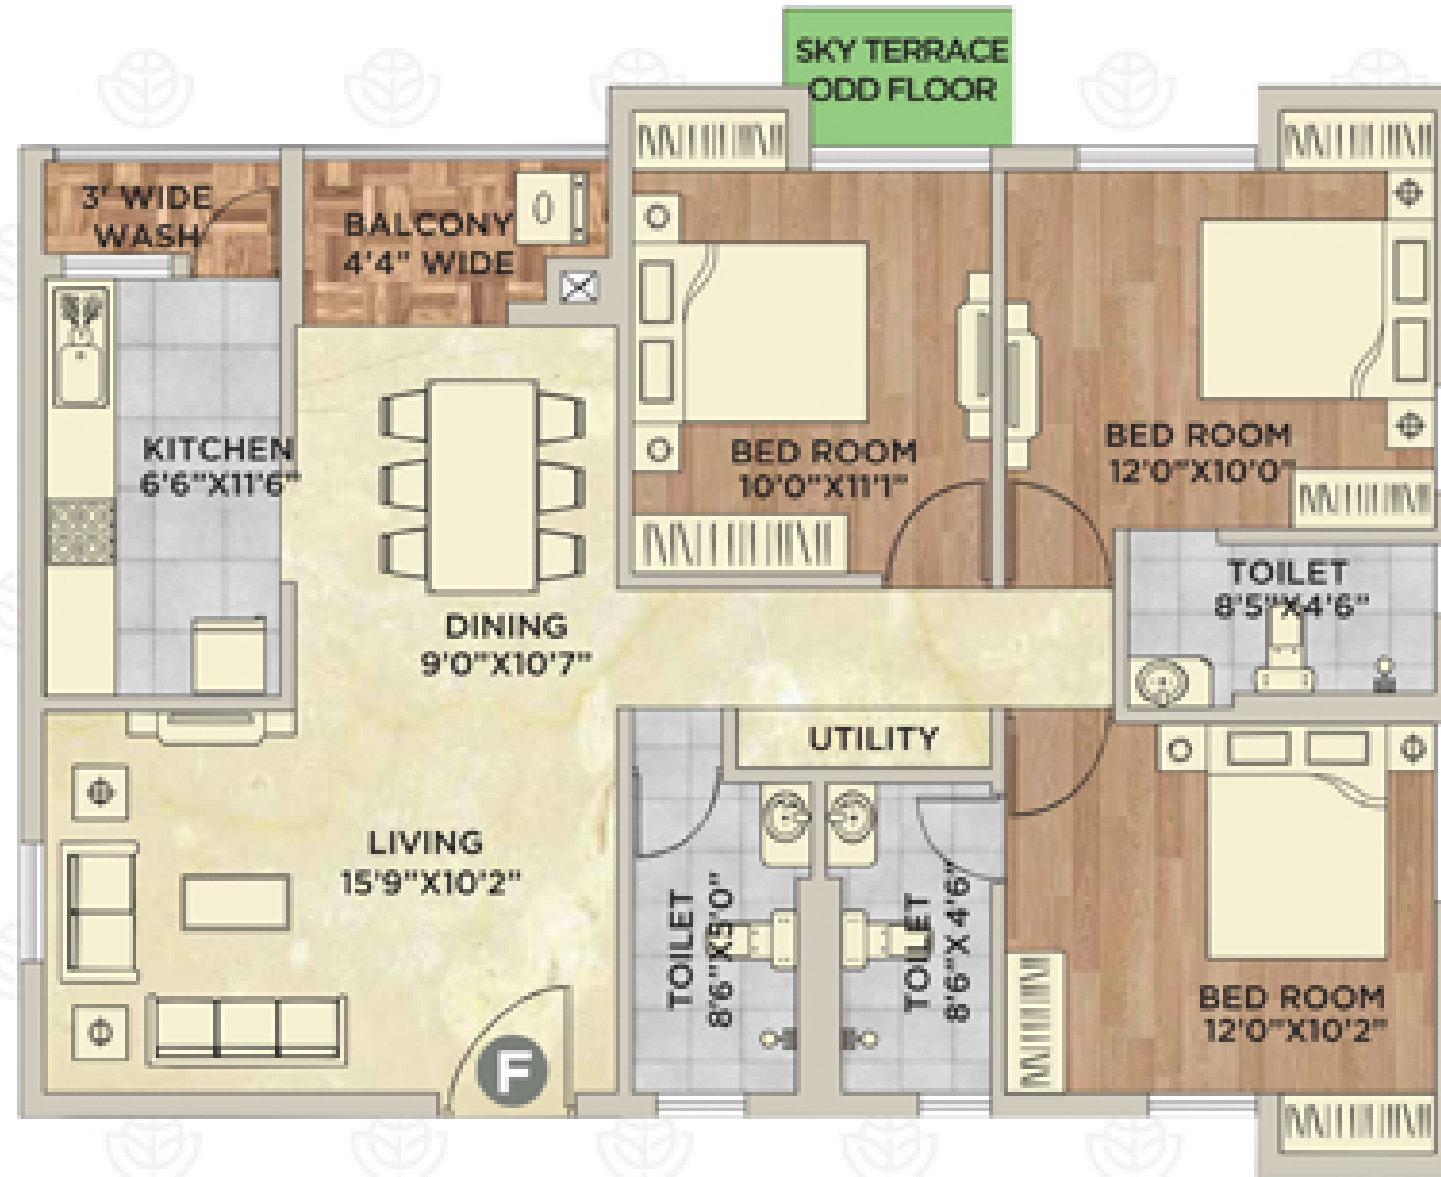 SKY TERRACE
ODD FLOOR
3' WIDE
WASH
BALCONY
4'4" WIDE
KITCHEN
6'6"X11'6"
BED ROOM
10'0"X11'1"
BED ROOM
12'0"X10'0"
TOILET
8'5"X4'6"
DINING
9'0"X10'7"
UTILITY
LIVING
15'9"X10'2"
TOILET
8'6"X5'0"
TOILET
8'6"X4'6"
BED ROOM
12'0"X10'2"
F